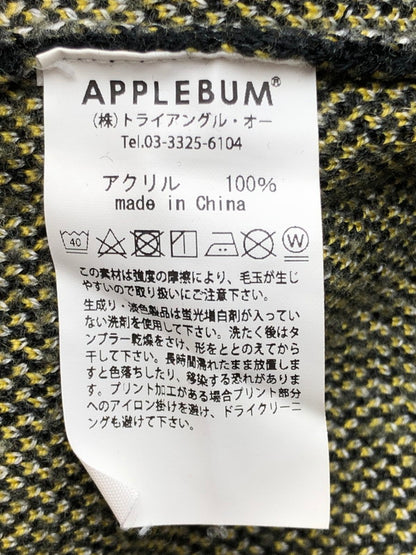 APPLEBUM®
(株)トライアングル・オー
Tel.03-3325-6104
アクリル 100%
made in China
40 W
この素材は強度の摩擦により、毛玉が生じ
やすいので取り扱いにご注意下さい。
生成り・淡色製品は蛍光増白剤が入ってい
ない洗剤を使用して下さい。洗たく後はタ
ンブラー乾燥をさけ、形をととのえてから
干して下さい。長時間濡れたまま放置しま
すと色落ちしたり、移染する恐れがありま
す。プリント加工がある場合プリント部分
へのアイロン掛けを避け、ドライクリーニ
ングも避けて下さい。